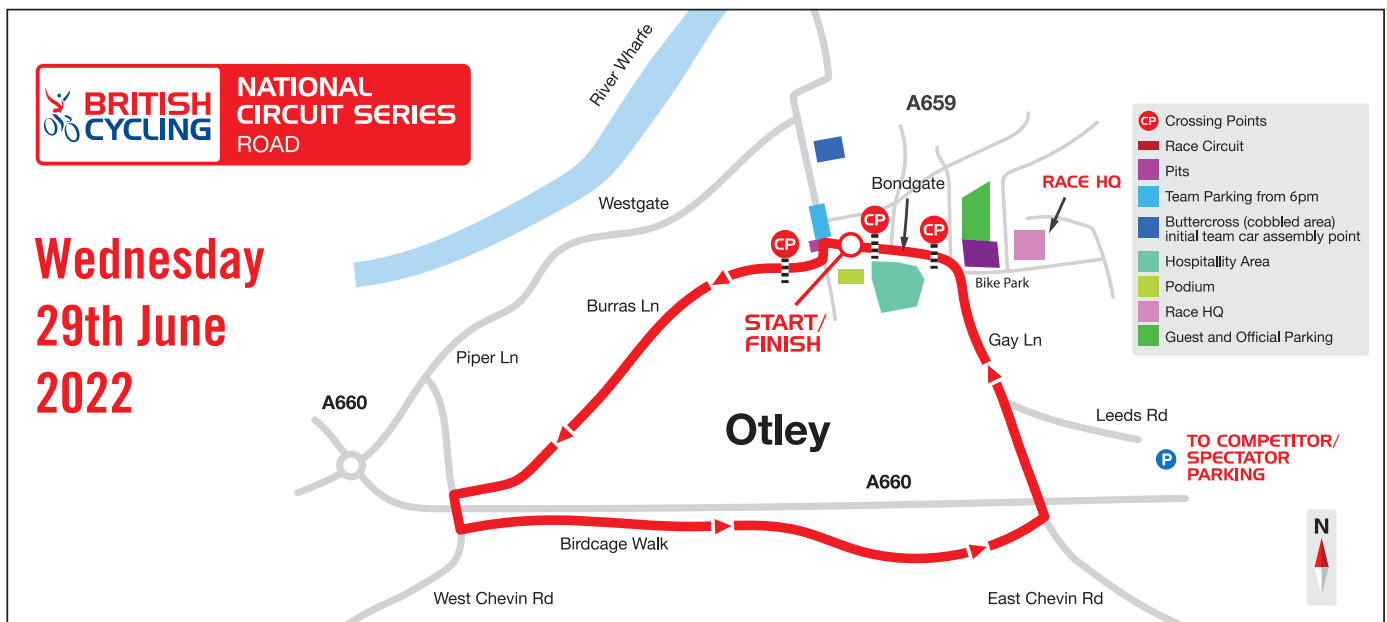 BRITISH
CYCLING
NATIONAL
CIRCUIT SERIES
ROAD
Wednesday
29th June
2022
River Wharfe
Westgate
A659
Bondgate
RACE HQ
CP
CP
CP
Burras Ln
START/
FINISH
Bike Park
Gay Ln
Piper Ln
A660
Otley
Leeds Rd
P
TO COMPETITOR/
SPECTATOR
PARKING
A660
Birdcage Walk
West Chevin Rd
East Chevin Rd
N
CP Crossing Points
Race Circuit
Pits
Team Parking from 6pm
Buttercross (cobbled area)
initial team car assembly point
Hospitallity Area
Podium
Race HQ
Guest and Official Parking